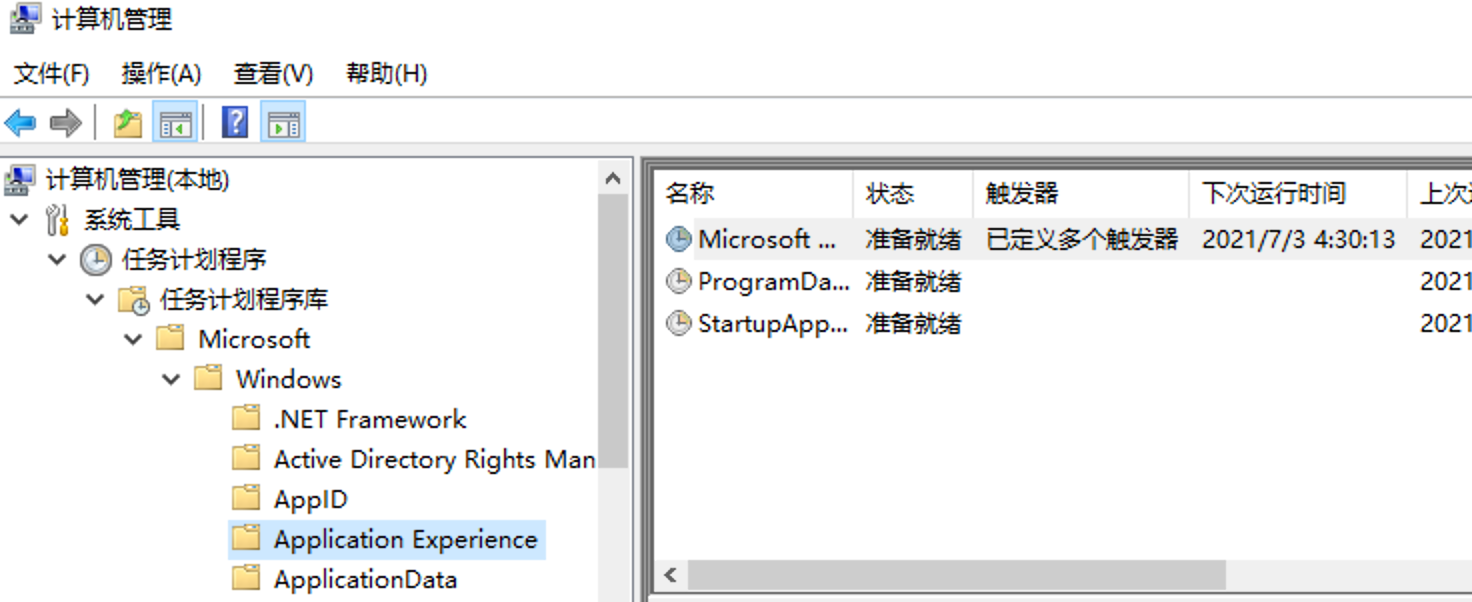 计算机管理
文件(F) 操作(A) 查看(V) 帮助(H)
计算机管理(本地)
系统工具
任务计划程序
任务计划程序库
Microsoft
Windows
.NET Framework
Active Directory Rights Man
AppID
Application Experience
ApplicationData
名称 状态 触发器 下次运行时间 上次
Microsoft ... 准备就绪 已定义多个触发器 2021/7/3 4:30:13 2021
ProgramDa... 准备就绪 2021
StartupApp... 准备就绪 2021